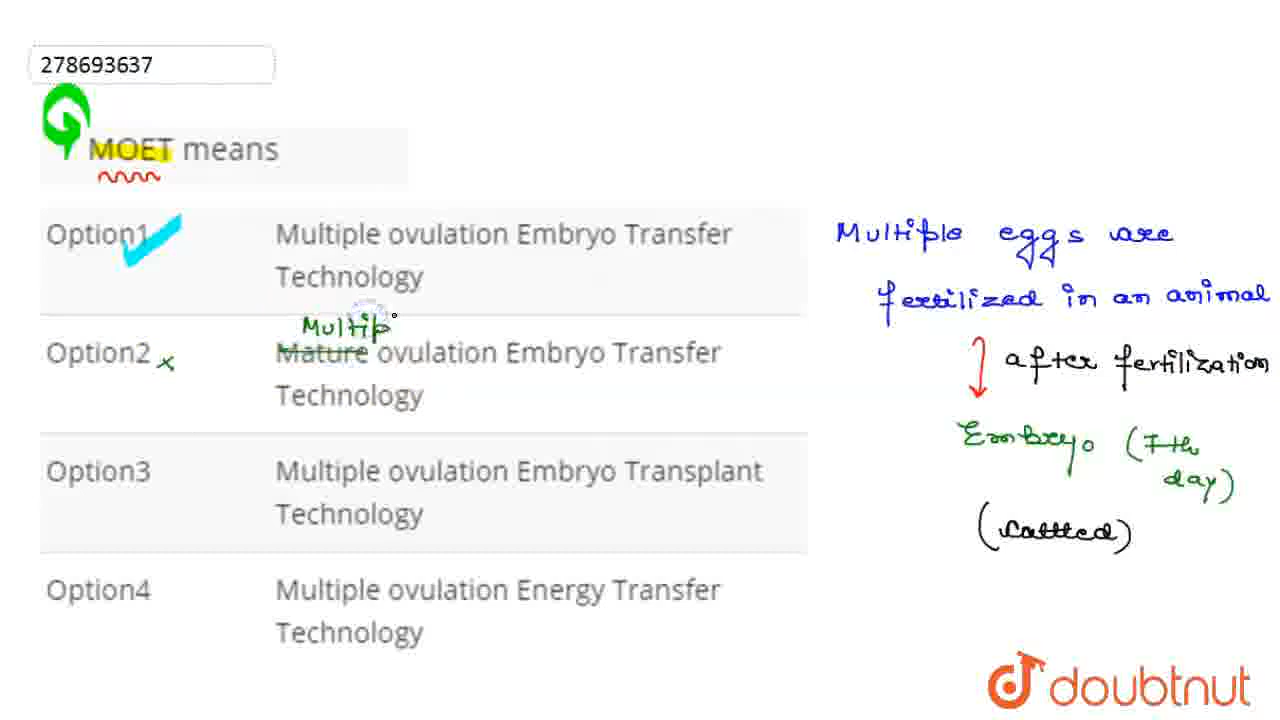 278693637
MOET means
Option1 Multiple ovulation Embryo Transfer
Technology
Multip
Option2 x Mature ovulation Embryo Transfer
Technology
Option3 Multiple ovulation Embryo Transplant
Technology
Option4 Multiple ovulation Energy Transfer
Technology
Multiple eggs are
fertilized in an animal
after fertilization
Embryo (7th
day)
doubtnut